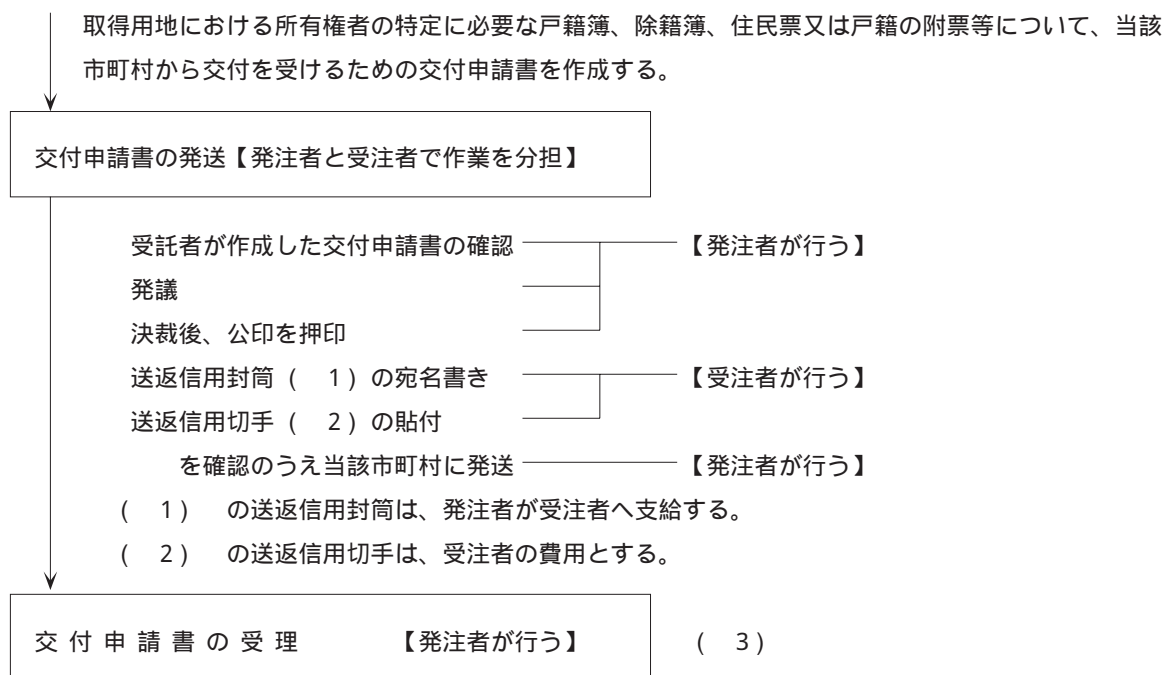 取得用地における所有権者の特定に必要な戸籍簿、除籍簿、住民票又は戸籍の附票等について、当該
市町村から交付を受けるための交付申請書を作成する。
交付申請書の発送【発注者と受注者で作業を分担】
受託者が作成した交付申請書の確認 【発注者が行う】
発議
決裁後、公印を押印
送返信用封筒( 1)の宛名書き 【受注者が行う】
送返信用切手( 2)の貼付
を確認のうえ当該市町村に発送 【発注者が行う】
( 1) の送返信用封筒は、発注者が受注者へ支給する。
( 2) の送返信用切手は、受注者の費用とする。
交付申請書の受理 【発注者が行う】 ( 3)